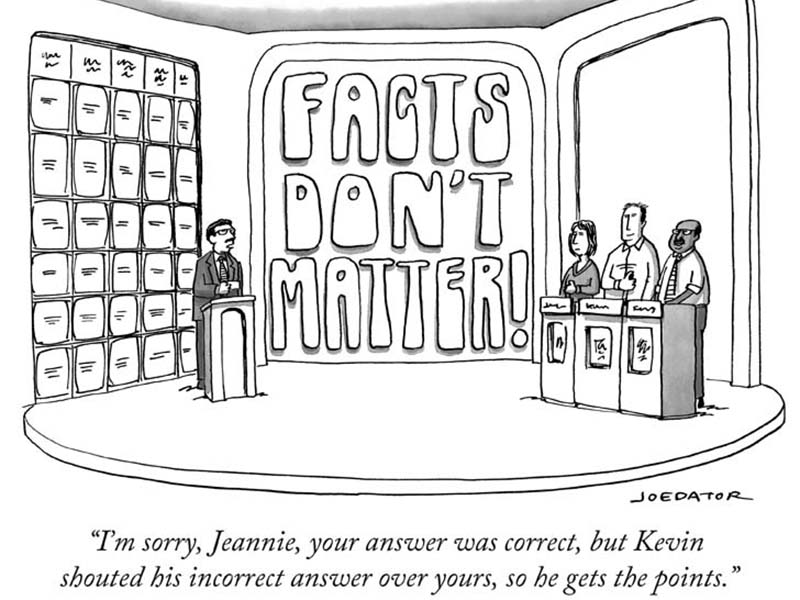 FACTS
DON'T
MATTER!
JOEDATOR
“I'm sorry, Jeannie, your answer was correct, but Kevin
shouted his incorrect answer over yours, so he gets the points.”